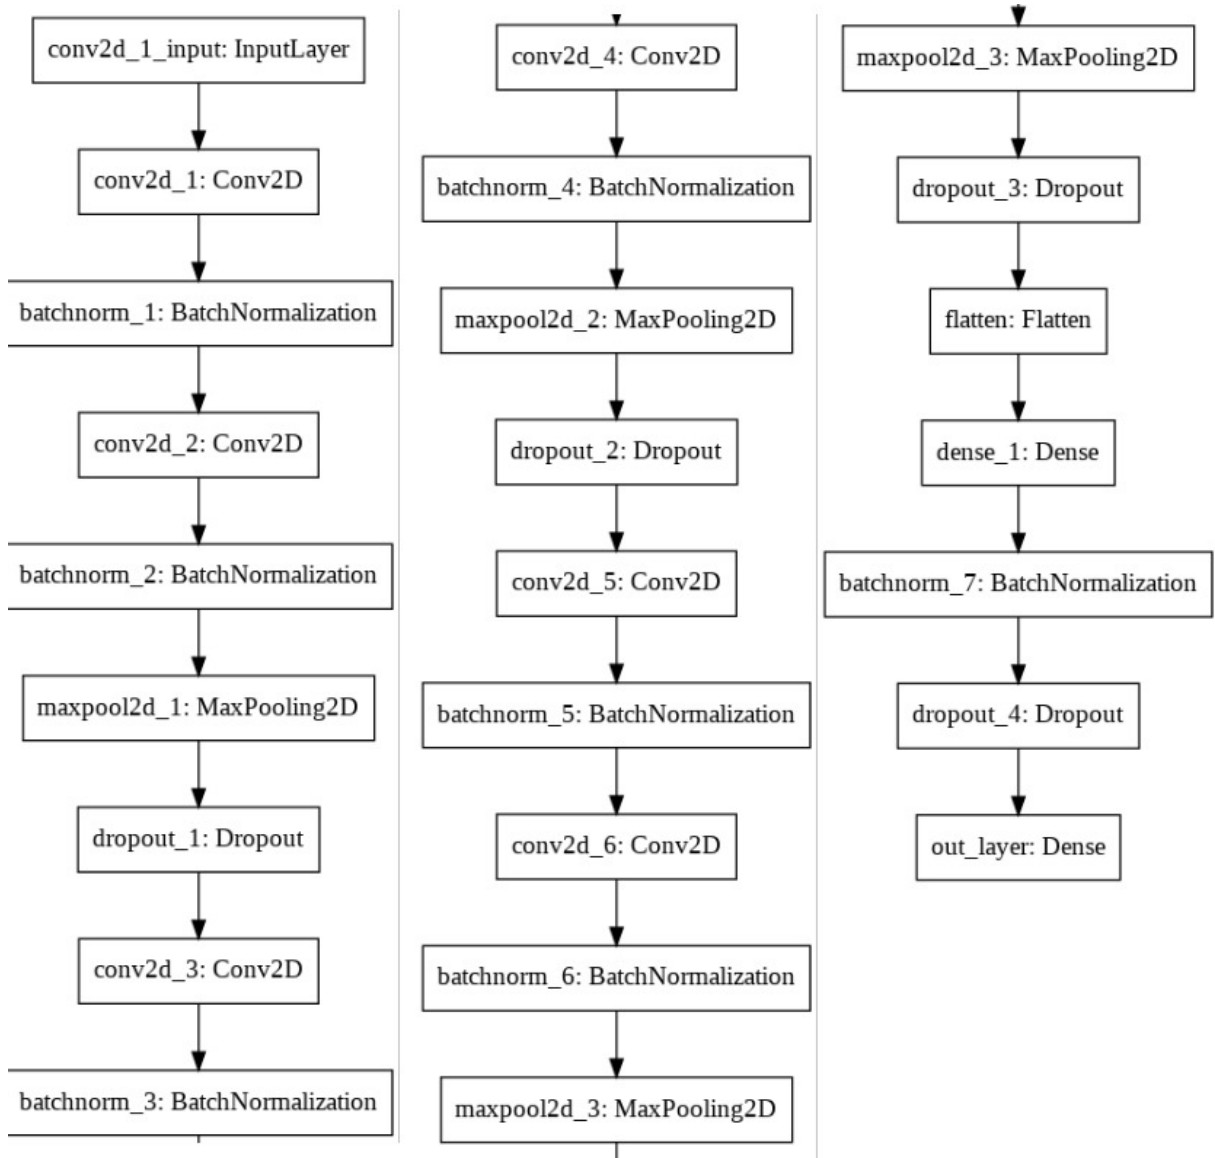 conv2d_1_input: InputLayer
conv2d_1: Conv2D
batchnorm_1: BatchNormalization
conv2d_2: Conv2D
batchnorm_2: BatchNormalization
maxpool2d_1: MaxPooling2D
dropout_1: Dropout
conv2d_3: Conv2D
batchnorm_3: BatchNormalization
conv2d_4: Conv2D
batchnorm_4: BatchNormalization
maxpool2d_2: MaxPooling2D
dropout_2: Dropout
conv2d_5: Conv2D
batchnorm_5: BatchNormalization
conv2d_6: Conv2D
batchnorm_6: BatchNormalization
maxpool2d_3: MaxPooling2D
maxpool2d_3: MaxPooling2D
dropout_3: Dropout
flatten: Flatten
dense_1: Dense
batchnorm_7: BatchNormalization
dropout_4: Dropout
out_layer: Dense